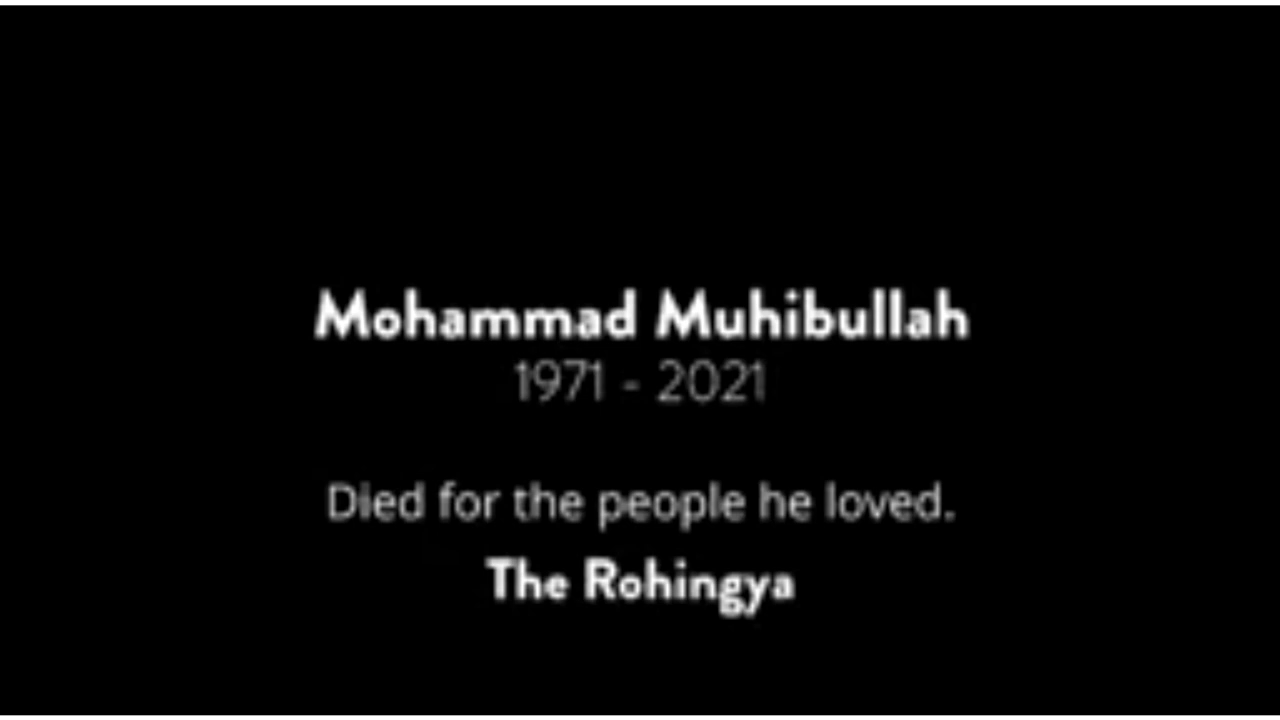 Mohammad Muhibullah
1971 - 2021
Died for the people he loved.
The Rohingya